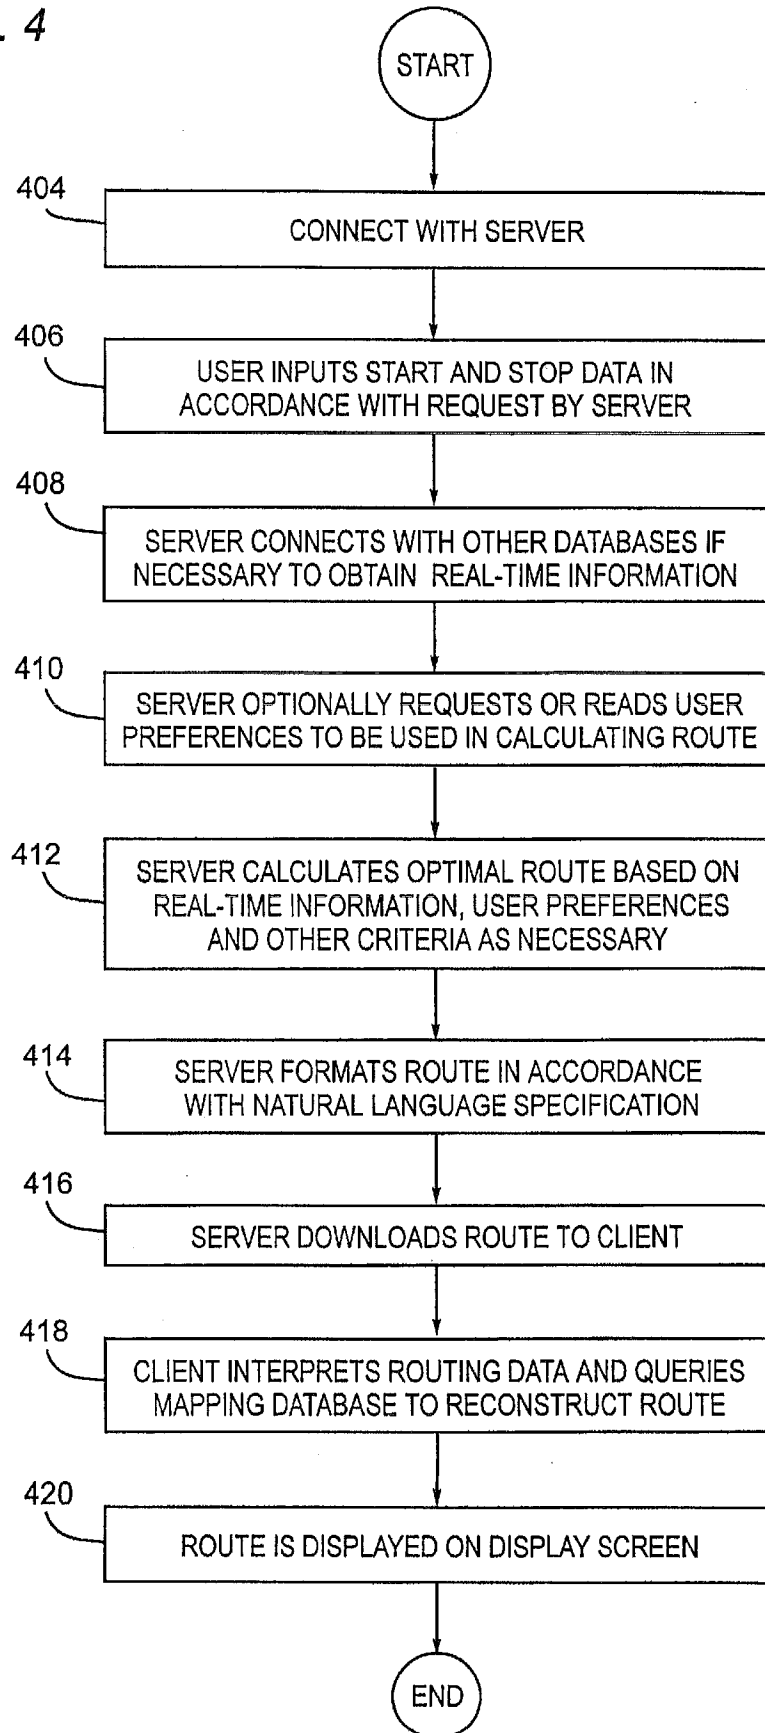 . 4
START
404
CONNECT WITH SERVER
406
USER INPUTS START AND STOP DATA IN
ACCORDANCE WITH REQUEST BY SERVER
408
SERVER CONNECTS WITH OTHER DATABASES IF
NECESSARY TO OBTAIN REAL-TIME INFORMATION
410
SERVER OPTIONALLY REQUESTS OR READS USER
PREFERENCES TO BE USED IN CALCULATING ROUTE
412
SERVER CALCULATES OPTIMAL ROUTE BASED ON
REAL-TIME INFORMATION, USER PREFERENCES
AND OTHER CRITERIA AS NECESSARY
414
SERVER FORMATS ROUTE IN ACCORDANCE
WITH NATURAL LANGUAGE SPECIFICATION
416
SERVER DOWNLOADS ROUTE TO CLIENT
418
CLIENT INTERPRETS ROUTING DATA AND QUERIES
MAPPING DATABASE TO RECONSTRUCT ROUTE
420
ROUTE IS DISPLAYED ON DISPLAY SCREEN
END